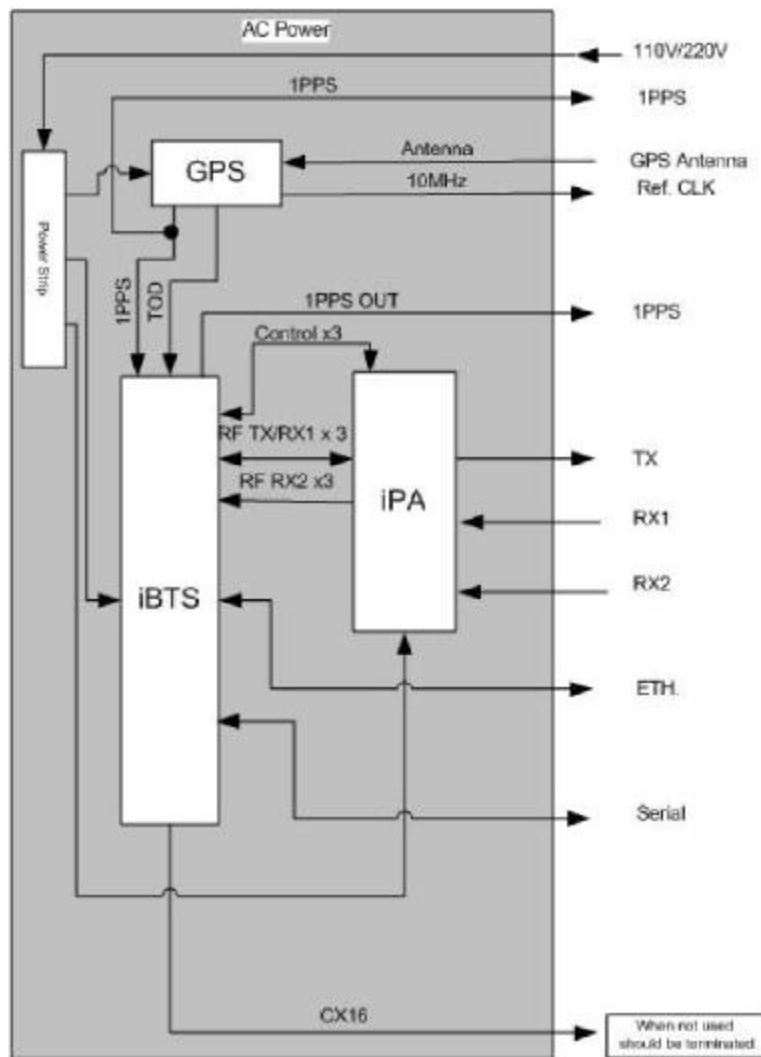 AC Power
110V/220V
1PPS
1PPS
Antenna
GPS Antenna
GPS
10MHz
Ref. CLK
Power Strip
1PPS
TOD
1PPS OUT
1PPS
Control x3
RF TX/RX1 x 3
TX
RF RX2 x3
iPA
RX1
iBTS
RX2
ETH.
Serial
CX16
When not used
should be terminated